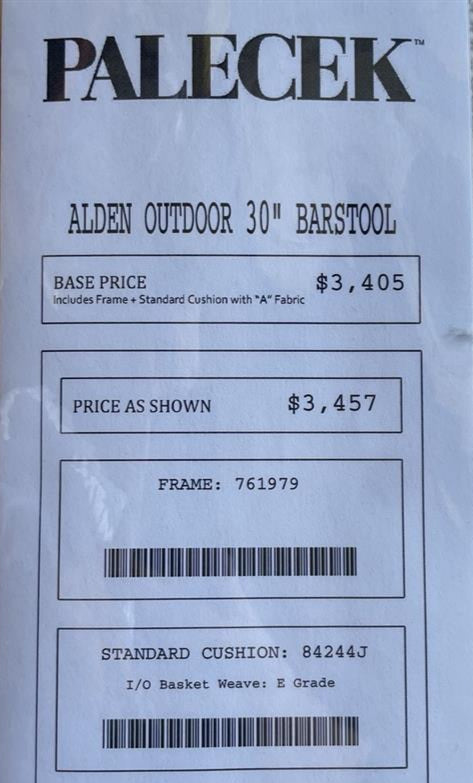 PALECEK™
ALDEN OUTDOOR 30" BARSTOOL
BASE PRICE $3,405
Includes Frame + Standard Cushion with "A" Fabric
PRICE AS SHOWN $3,457
FRAME: 761979
STANDARD CUSHION: 84244J
I/O Basket Weave: E Grade